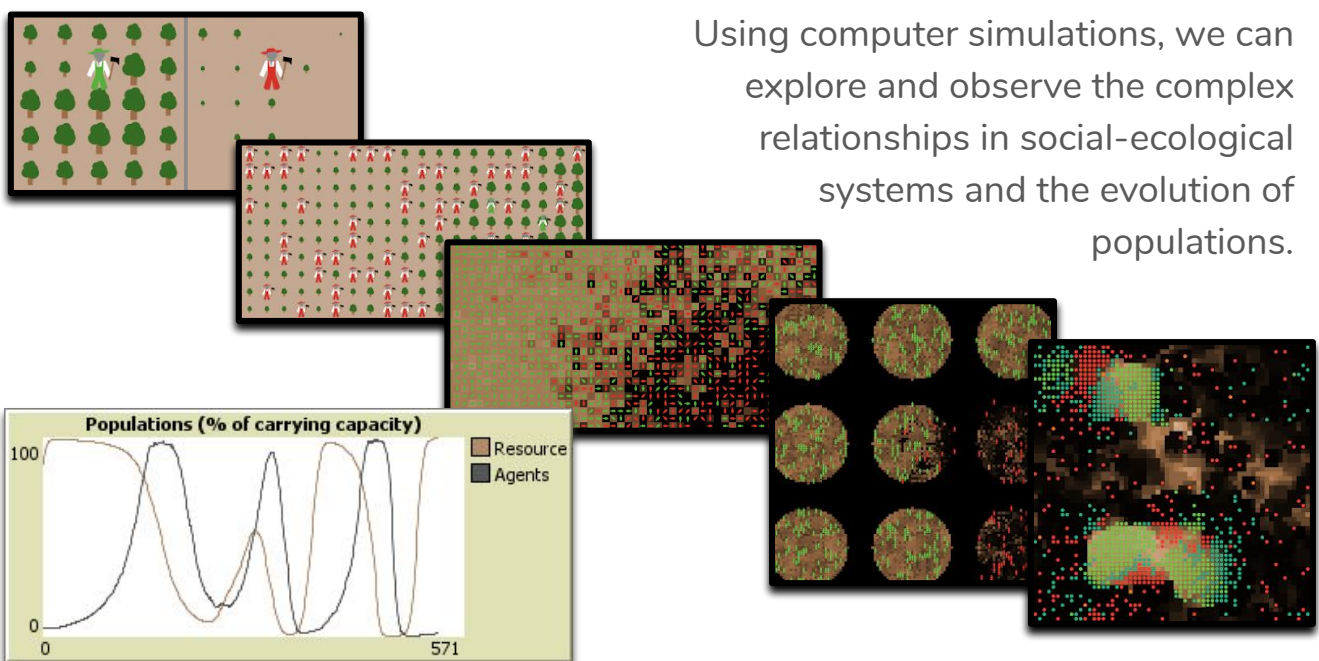 Using computer simulations, we can
explore and observe the complex
relationships in social-ecological
systems and the evolution of
populations.
Populations (% of carrying capacity)
100
0
0
571
Resource
Agents